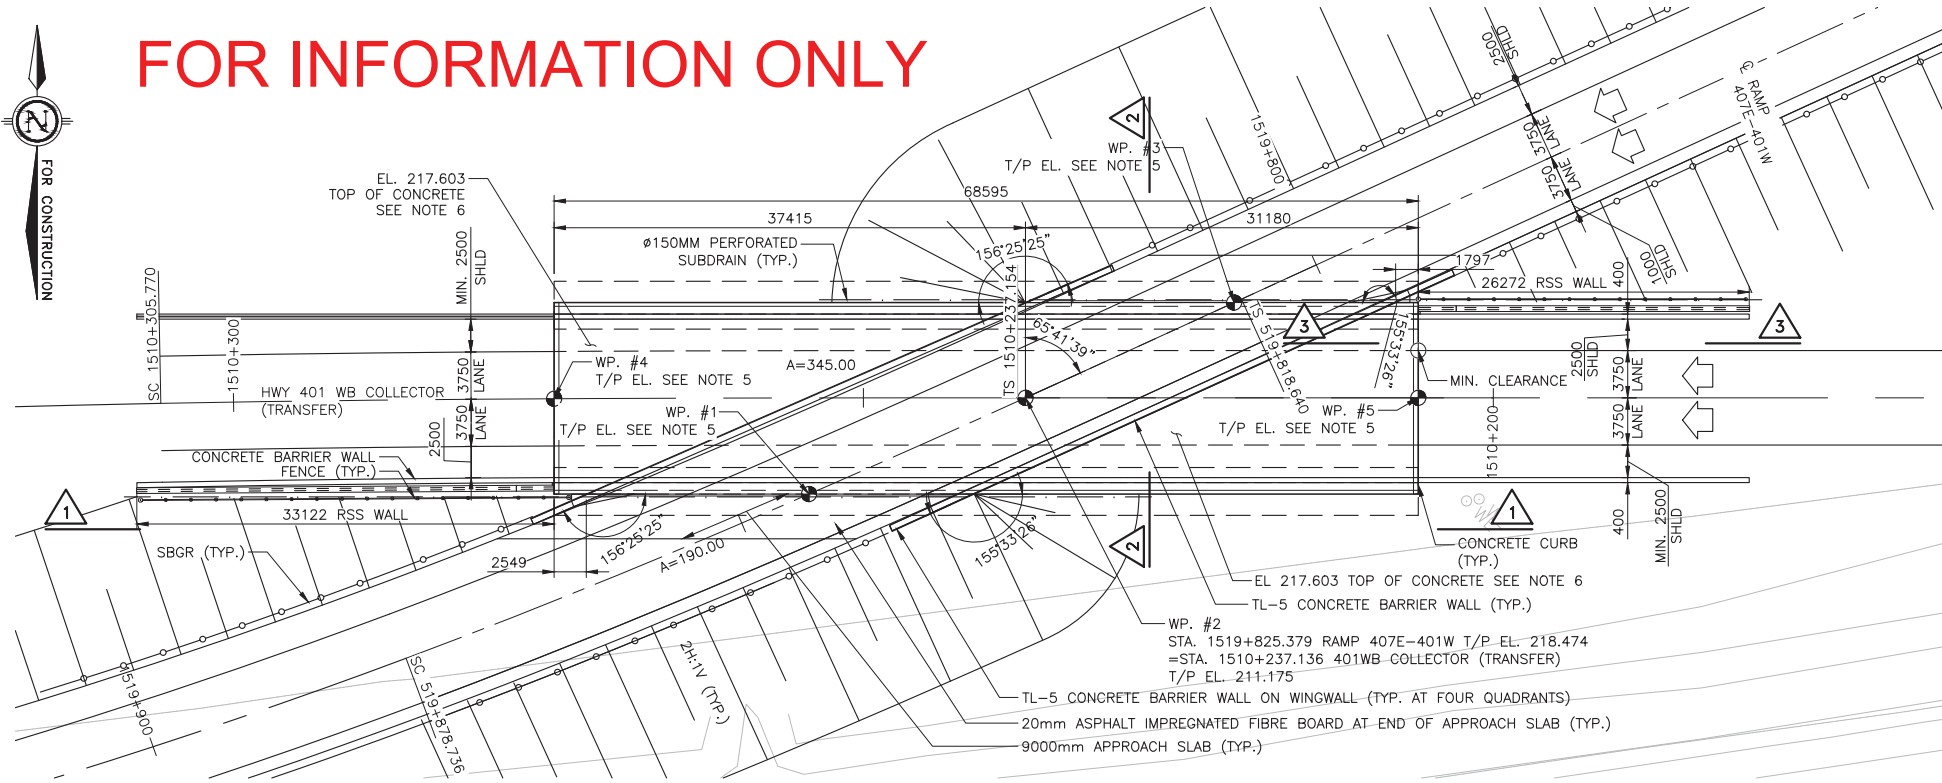 FOR INFORMATION ONLY
N
FOR CONSTRUCTION
EL. 217.603
TOP OF CONCRETE
SEE NOTE 6
MIN. 2500
SHLD
Ø150MM PERFORATED
SUBDRAIN (TYP.)
68595
37415
31180
2
WP. #3
T/P EL. SEE NOTE 5
1519+800
2500
SHLD
3750
LANE
3750
LANE
℄ RAMP
407E-401W
1000
SHLD
156°25'25"
1797
26272 RSS WALL
400
SC 1510+305.770
1510+300
TS 1510+237.154
65°41'39"
TS 519+818.640
3
155°33'26"
3
2500
SHLD
3750
LANE
3750
LANE
WP. #4
T/P EL. SEE NOTE 5
A=345.00
MIN. CLEARANCE
3750
LANE
3750
LANE
HWY 401 WB COLLECTOR
(TRANSFER)
WP. #1
T/P EL. SEE NOTE 5
WP. #5
T/P EL. SEE NOTE 5
1510+200
2500
CONCRETE BARRIER WALL
FENCE (TYP.)
1
33122 RSS WALL
SBGR (TYP.)
2549
156°25'25"
A=190.00
155°33'26"
2
1
400
MIN. 2500
SHLD
CONCRETE CURB
(TYP.)
EL 217.603 TOP OF CONCRETE SEE NOTE 6
TL-5 CONCRETE BARRIER WALL (TYP.)
WP. #2
STA. 1519+825.379 RAMP 407E-401W T/P EL. 218.474
=STA. 1510+237.136 401WB COLLECTOR (TRANSFER)
T/P EL. 211.175
TL-5 CONCRETE BARRIER WALL ON WINGWALL (TYP. AT FOUR QUADRANTS)
20mm ASPHALT IMPREGNATED FIBRE BOARD AT END OF APPROACH SLAB (TYP.)
9000mm APPROACH SLAB (TYP.)
1519+900
SC 519+878.736
2H:1V (TYP.)